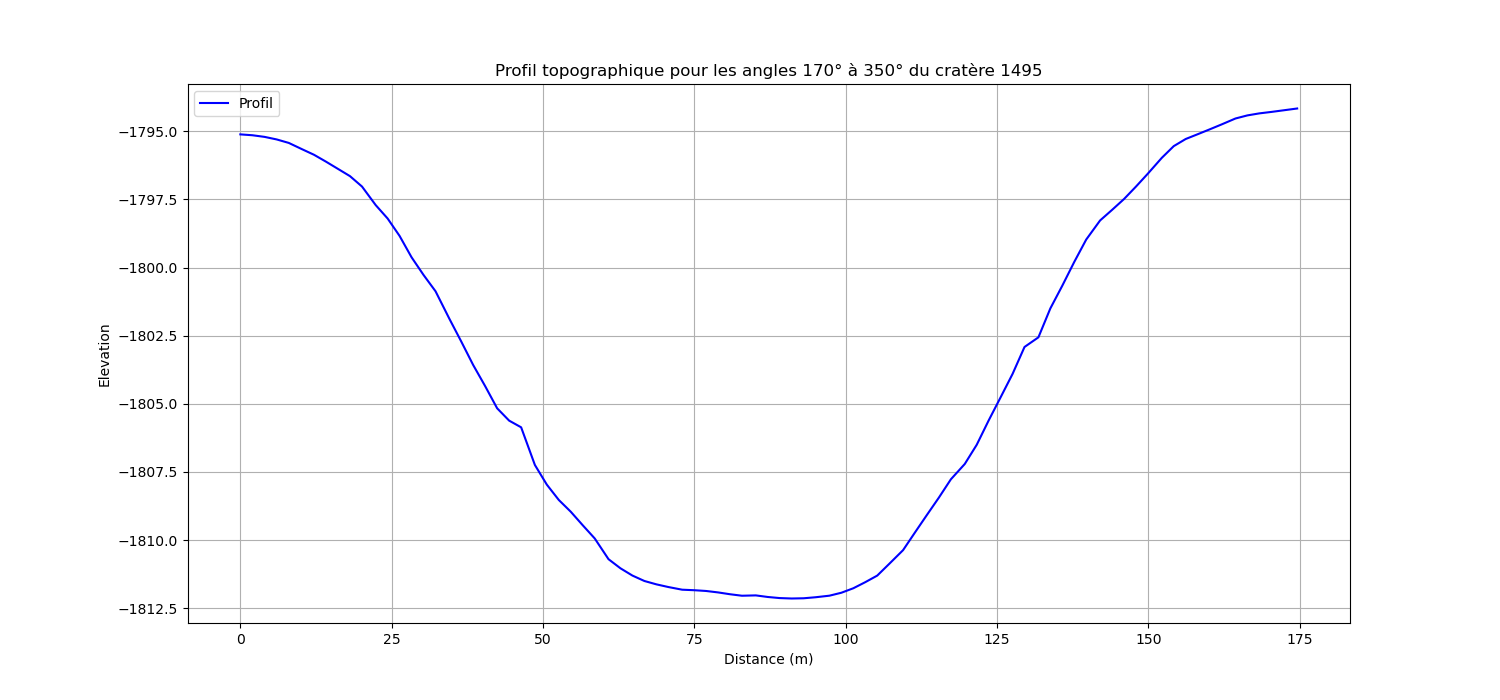 Profil topographique pour les angles 170° à 350° du cratère 1495
Profil
−1795.0
−1797.5
−1800.0
−1802.5
−1805.0
−1807.5
−1810.0
−1812.5
Elevation
0 25 50 75 100 125 150 175
Distance (m)